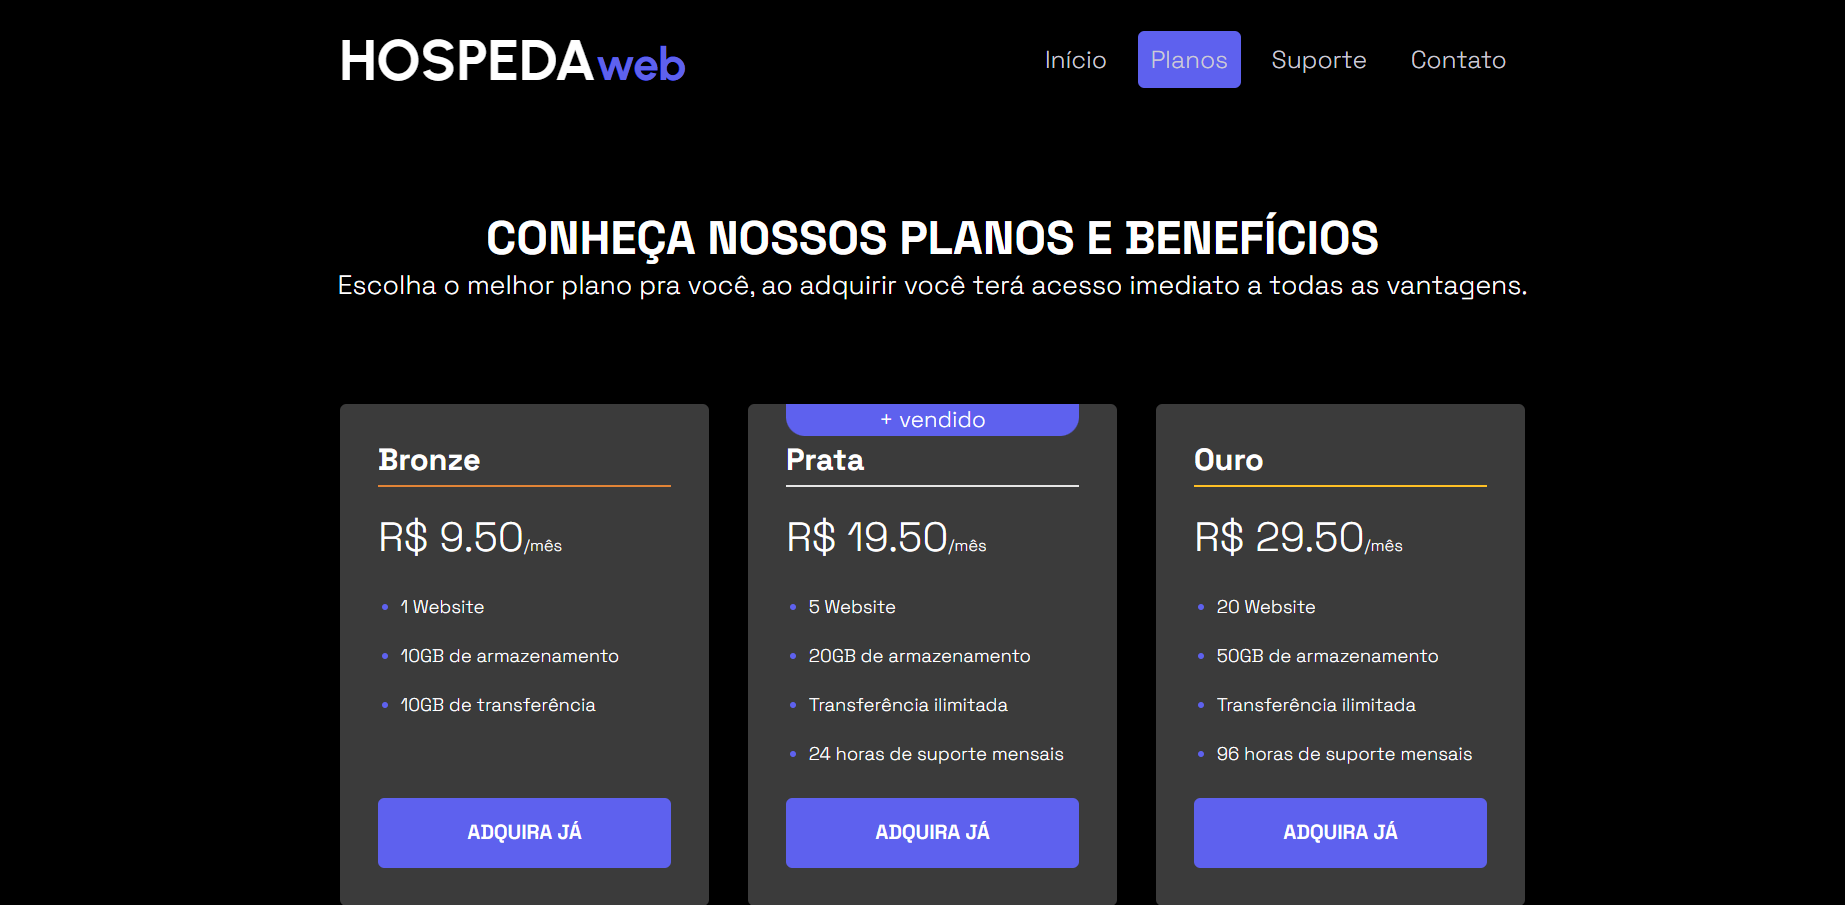 HOSPEDAweb
Início Planos Suporte Contato
CONHEÇA NOSSOS PLANOS E BENEFÍCIOS
Escolha o melhor plano pra você, ao adquirir você terá acesso imediato a todas as vantagens.
Bronze
R$ 9.50/mês
1 Website
10GB de armazenamento
10GB de transferência
ADQUIRA JÁ
+ vendido
Prata
R$ 19.50/mês
5 Website
20GB de armazenamento
Transferência ilimitada
24 horas de suporte mensais
ADQUIRA JÁ
Ouro
R$ 29.50/mês
20 Website
50GB de armazenamento
Transferência ilimitada
96 horas de suporte mensais
ADQUIRA JÁ